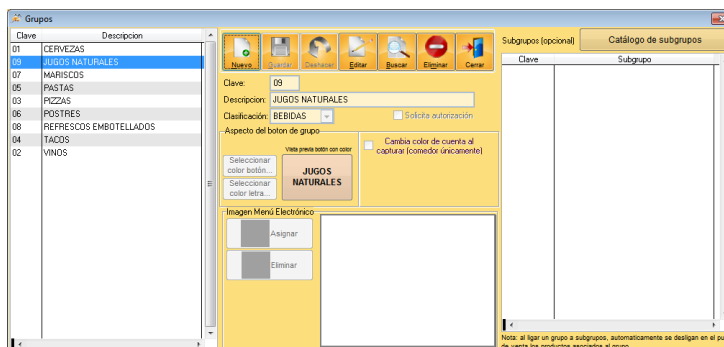 Grupos
Clave Descripcion
01 CERVEZAS
09 JUGOS NATURALES
07 MARISCOS
05 PASTAS
03 PIZZAS
06 POSTRES
08 REFRESCOS EMBOTELLADOS
04 TACOS
02 VINOS
Nuevo Guardar Deshacer Editar Buscar Eliminar Cerrar
Clave: 09
Descripcion: JUGOS NATURALES
Clasificación: BEBIDAS Solicita autorización
Aspecto del boton de grupo
Vista previa botón con color
Seleccionar color botón...
Seleccionar color letra...
JUGOS
NATURALES
Cambia color de cuenta al
capturar (comedor únicamente)
Imagen Menú Electrónico
Asignar
Eliminar
Subgrupos (opcional) Catálogo de subgrupos
Clave Subgrupo
Nota: al ligar un grupo a subgrupos, automaticamente se desligan en el pu
de venta los productos asociados al grupo